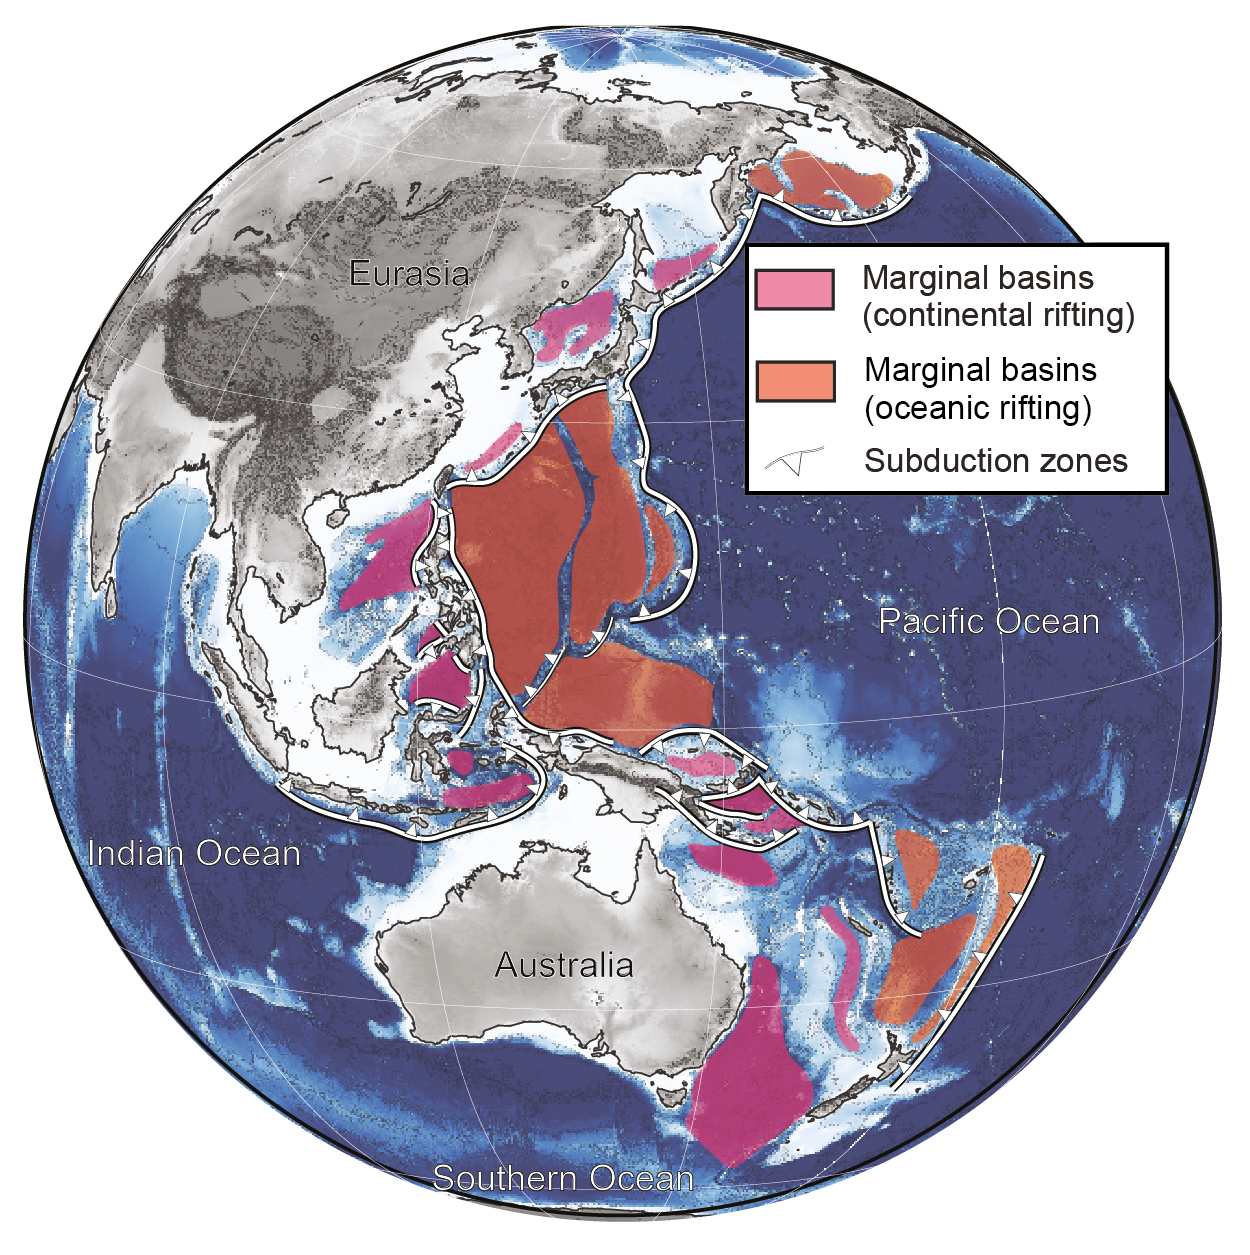 Eurasia
Marginal basins
(continental rifting)
Marginal basins
(oceanic rifting)
Subduction zones
Pacific Ocean
Indian Ocean
Australia
Southern Ocean